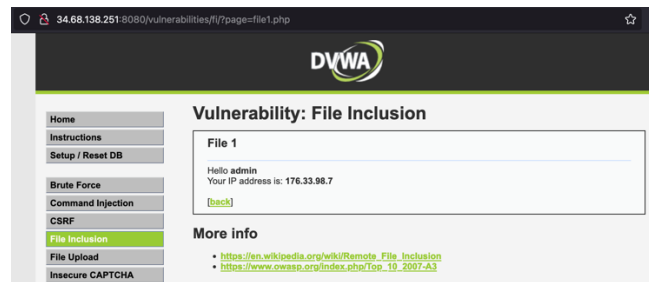 34.68.138.251:8080/vulnerabilities/fi/?page=file1.php
DVWA
Home
Instructions
Setup / Reset DB
Brute Force
Command Injection
CSRF
File Inclusion
File Upload
Insecure CAPTCHA
Vulnerability: File Inclusion
File 1
Hello admin
Your IP address is: 176.33.98.7
[back]
More info
https://en.wikipedia.org/wiki/Remote_File_Inclusion
https://www.owasp.org/index.php/Top_10_2007-A3